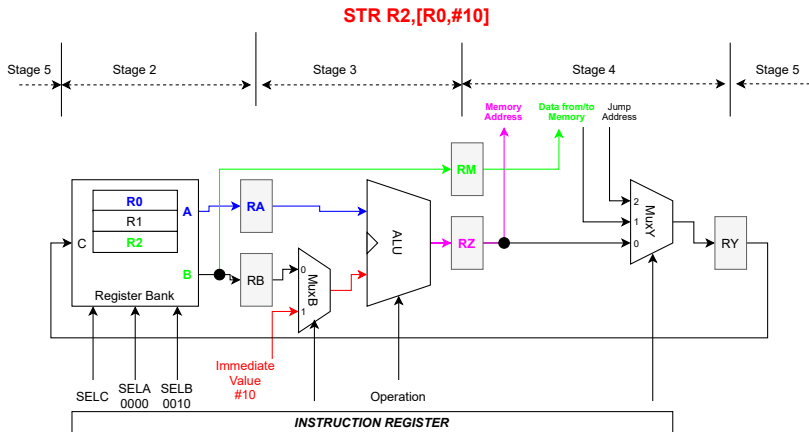 STR R2,[R0,#10]
Stage 5
Stage 2
Stage 3
Stage 4
Stage 5
Memory
Address
Data from/to
Memory
Jump
Address
R0
R1
R2
A
B
C
Register Bank
RA
RB
0
MuxB
1
ALU
RM
RZ
2
1
0
MuxY
RY
SELC
SELA
0000
SELB
0010
Immediate
Value
#10
Operation
INSTRUCTION REGISTER